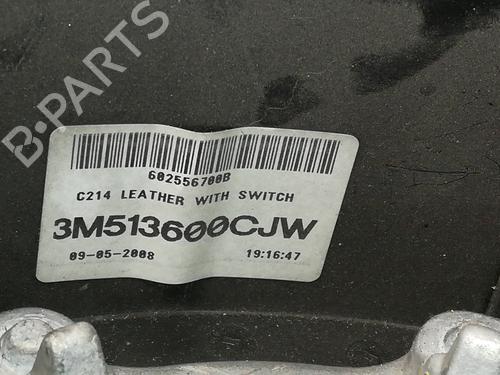 B-PARTS
602556700B
C214 LEATHER WITH SWITCH
3M513600CJW
09-05-2008 19:16:47